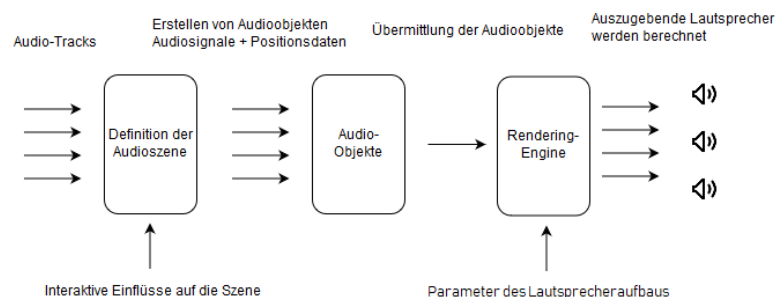 Audio-Tracks
Erstellen von Audioobjekten
Audiosignale + Positionsdaten
Übermittlung der Audioobjekte
Auszugebende Lautsprecher
werden berechnet
Definition der
Audioszene
Audio-
Objekte
Rendering-
Engine
Interaktive Einflüsse auf die Szene
Parameter des Lautsprecheraufbaus